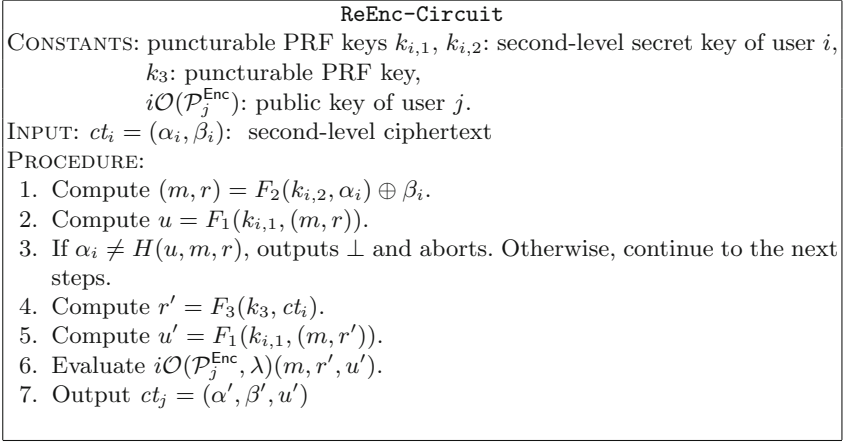 ReEnc-Circuit
CONSTANTS: puncturable PRF keys k_{i,1}, k_{i,2}: second-level secret key of user i,
k_3: puncturable PRF key,
iO(P_j^{Enc}): public key of user j.
INPUT: ct_i = (α_i, β_i): second-level ciphertext
PROCEDURE:
1. Compute (m, r) = F_2(k_{i,2}, α_i) ⊕ β_i.
2. Compute u = F_1(k_{i,1}, (m, r)).
3. If α_i ≠ H(u, m, r), outputs ⊥ and aborts. Otherwise, continue to the next
steps.
4. Compute r′ = F_3(k_3, ct_i).
5. Compute u′ = F_1(k_{i,1}, (m, r′)).
6. Evaluate iO(P_j^{Enc}, λ)(m, r′, u′).
7. Output ct_j = (α′, β′, u′)